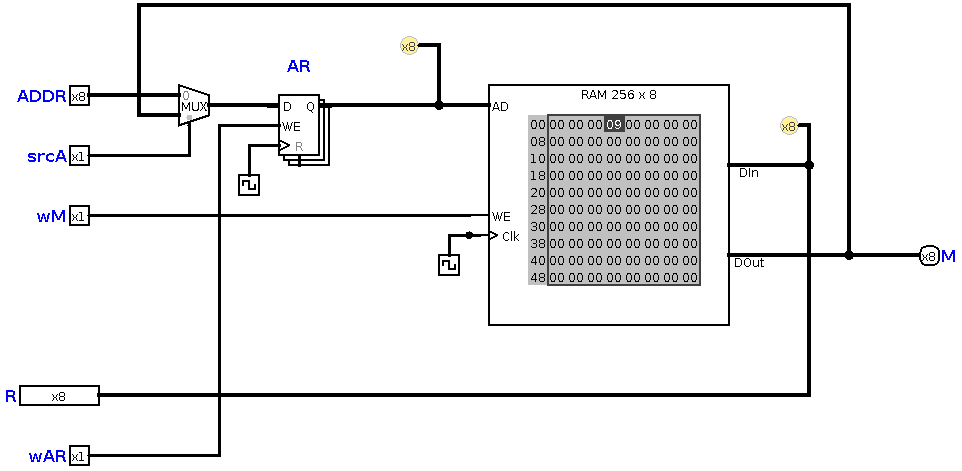 x8
AR
RAM 256 x 8
ADDR x8
0
MUX
D Q
WE
R
AD
x8
00 00 00 00 09 00 00 00 00
08 00 00 00 00 00 00 00 00
10 00 00 00 00 00 00 00 00
18 00 00 00 00 00 00 00 00
20 00 00 00 00 00 00 00 00
28 00 00 00 00 00 00 00 00
30 00 00 00 00 00 00 00 00
38 00 00 00 00 00 00 00 00
40 00 00 00 00 00 00 00 00
48 00 00 00 00 00 00 00 00
srcA x1
DIn
wM x1
WE
Clk
DOut
x8 M
R x8
wAR x1